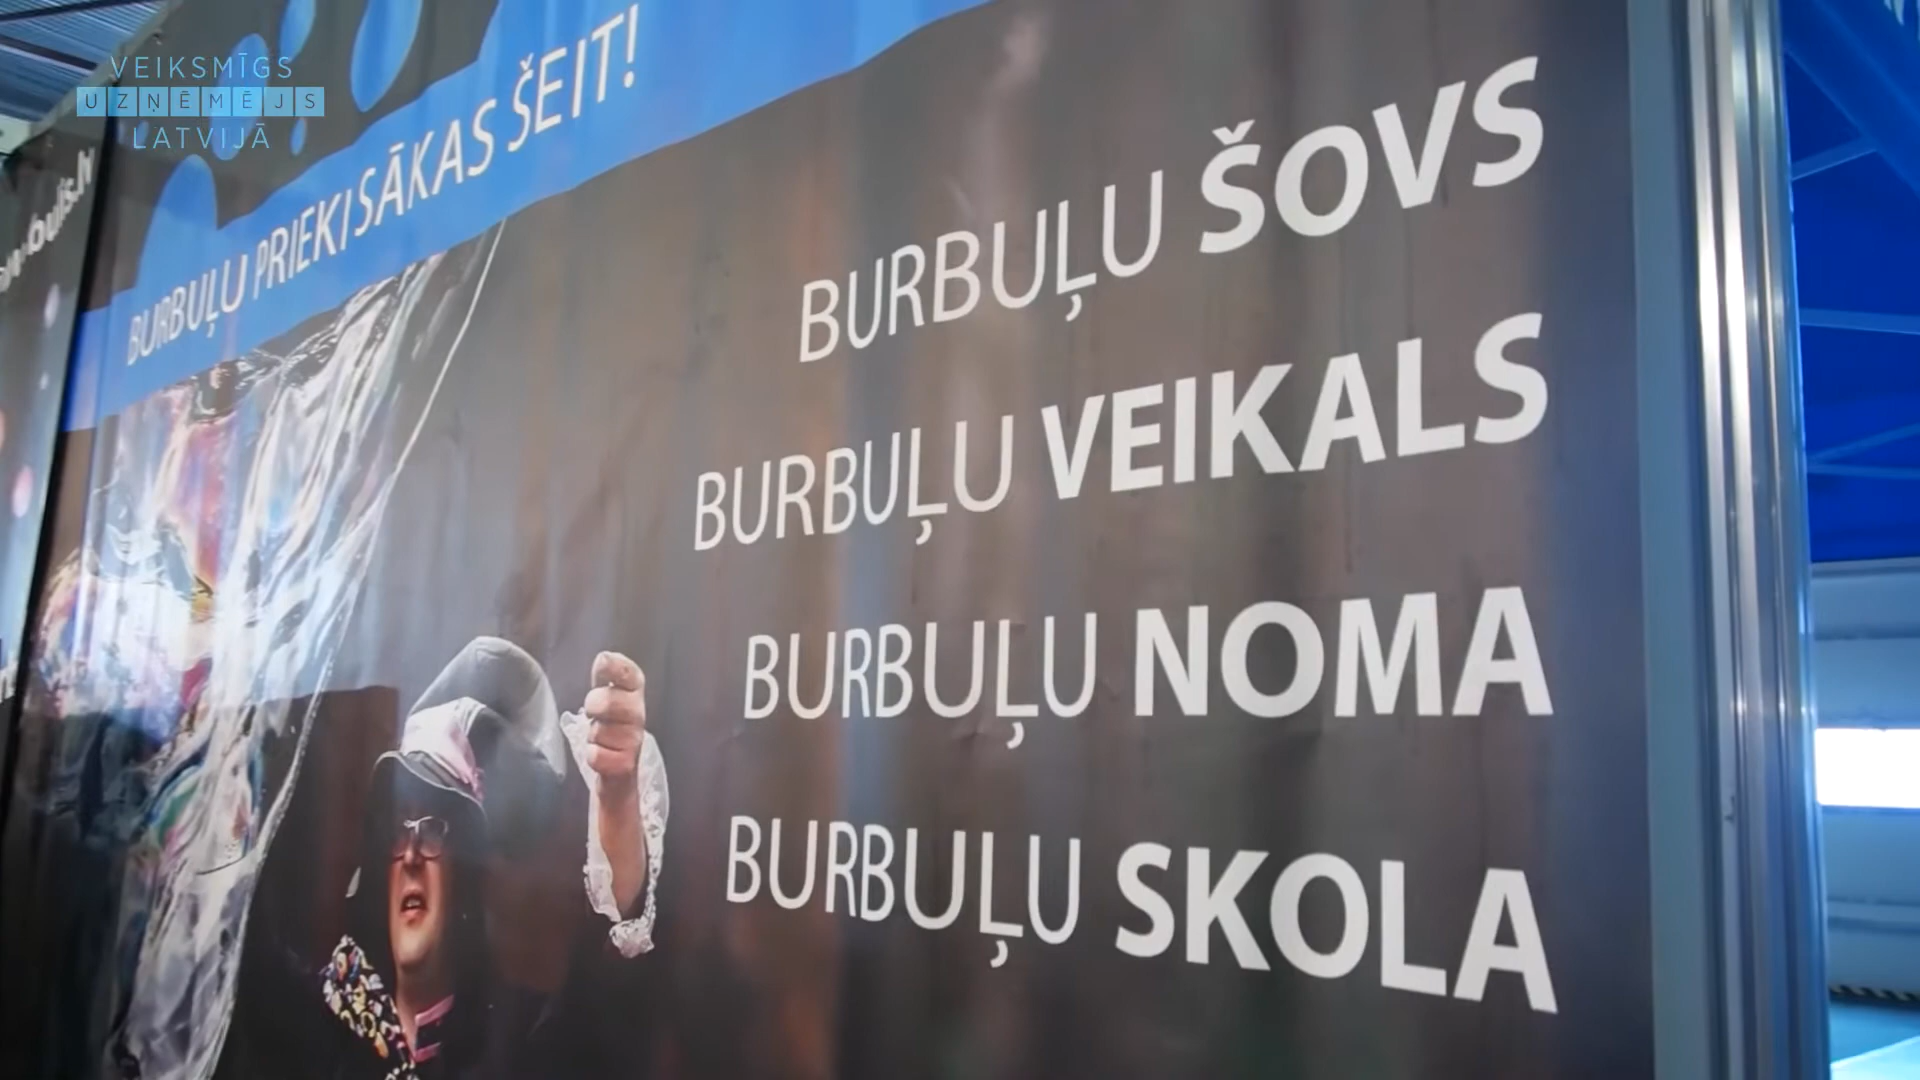 VEIKSMĪGS
UZŅĒMĒJS
LATVIJĀ
BURBUĻU PRIEKI SĀKAS ŠEIT!
BURBUĻU ŠOVS
BURBUĻU VEIKALS
BURBUĻU NOMA
BURBUĻU SKOLA